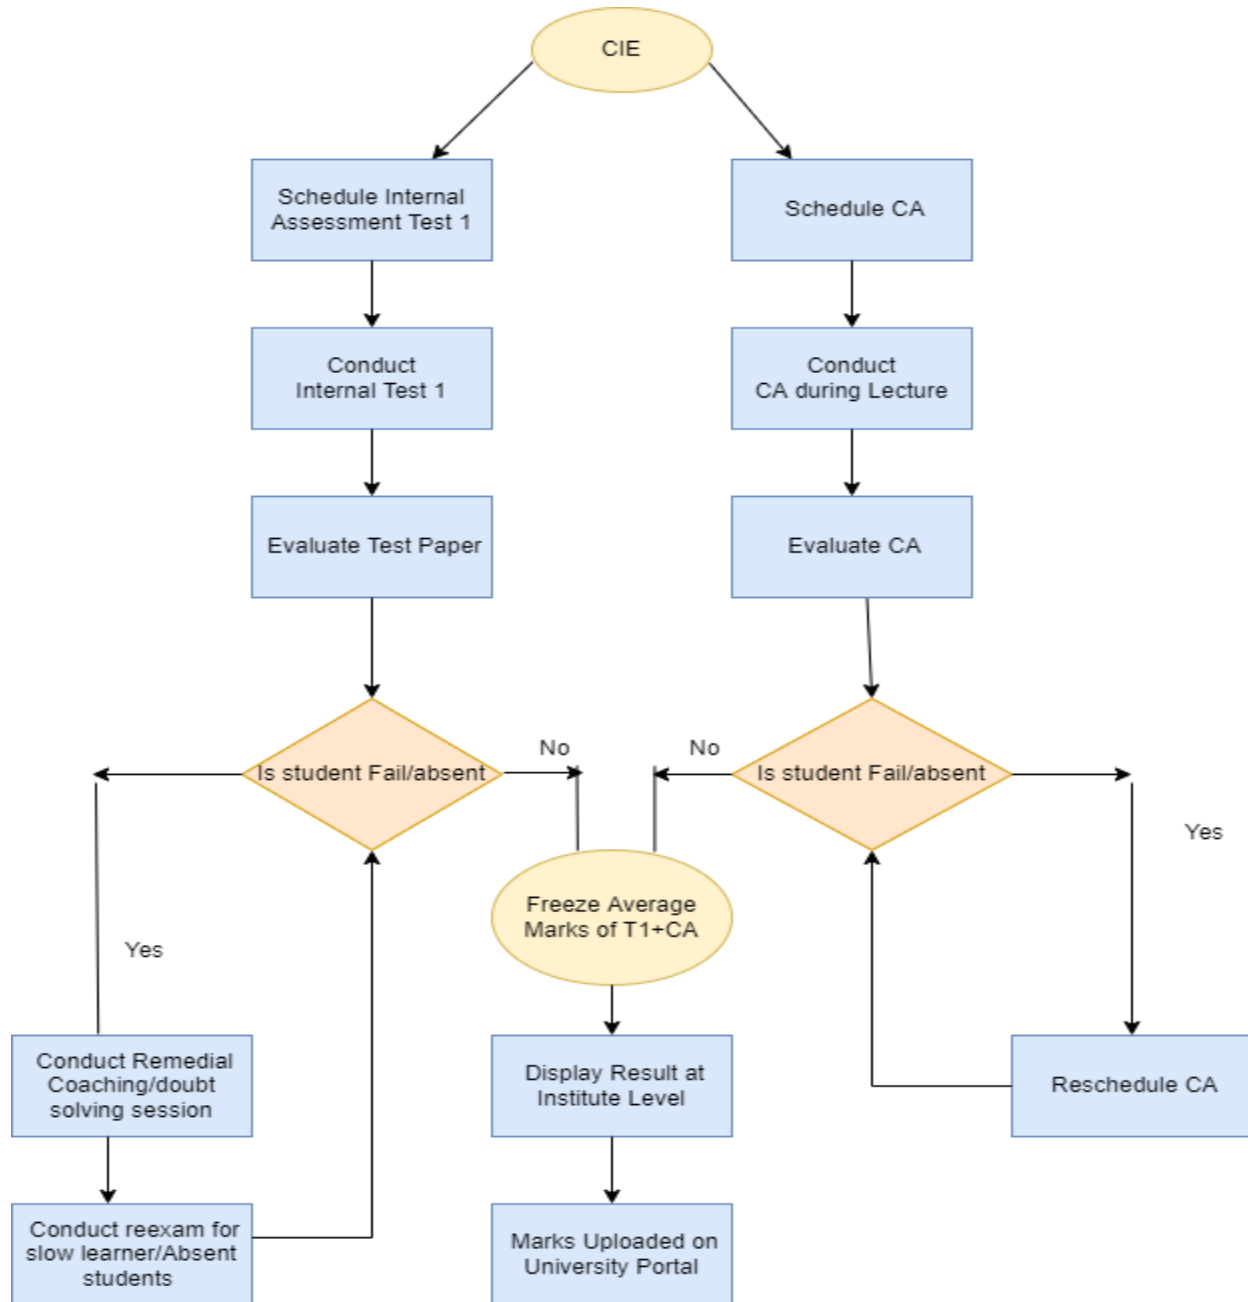 CIE
Schedule Internal
Assessment Test 1
Schedule CA
Conduct
Internal Test 1
Conduct
CA during Lecture
Evaluate Test Paper
Evaluate CA
No
No
Is student Fail/absent
Is student Fail/absent
Yes
Yes
Freeze Average
Marks of T1+CA
Conduct Remedial
Coaching/doubt
solving session
Display Result at
Institute Level
Reschedule CA
Conduct reexam for
slow learner/Absent
students
Marks Uploaded on
University Portal